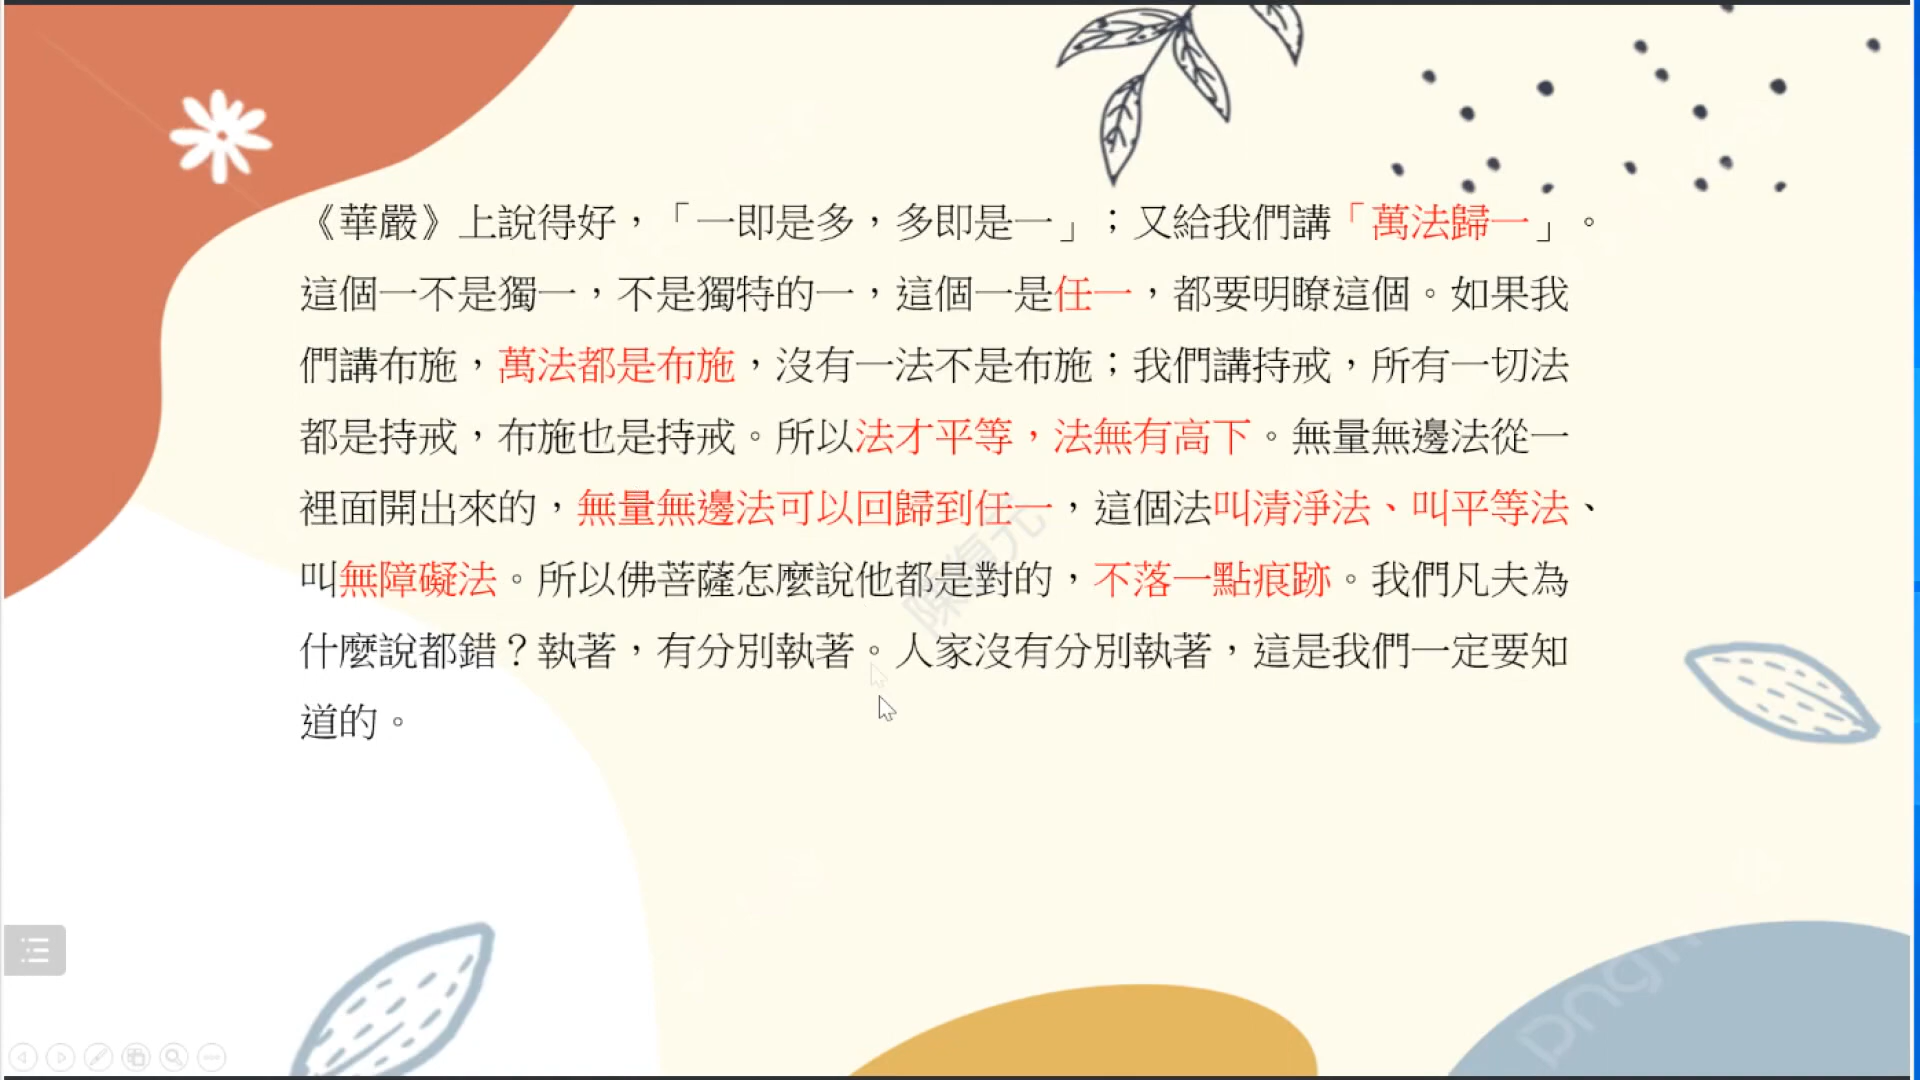 《華嚴》上說得好，「一即是多，多即是一」；又給我們講「萬法歸一」。
這個一不是獨一，不是獨特的一，這個一是任一，都要明瞭這個。如果我
們講布施，萬法都是布施，沒有一法不是布施；我們講持戒，所有一切法
都是持戒，布施也是持戒。所以法才平等，法無有高下。無量無邊法從一
裡面開出來的，無量無邊法可以回歸到任一，這個法叫清淨法、叫平等法、
叫無障礙法。所以佛菩薩怎麼說他都是對的，不落一點痕跡。我們凡夫為
什麼說都錯？執著，有分別執著。人家沒有分別執著，這是我們一定要知
道的。
陳復元